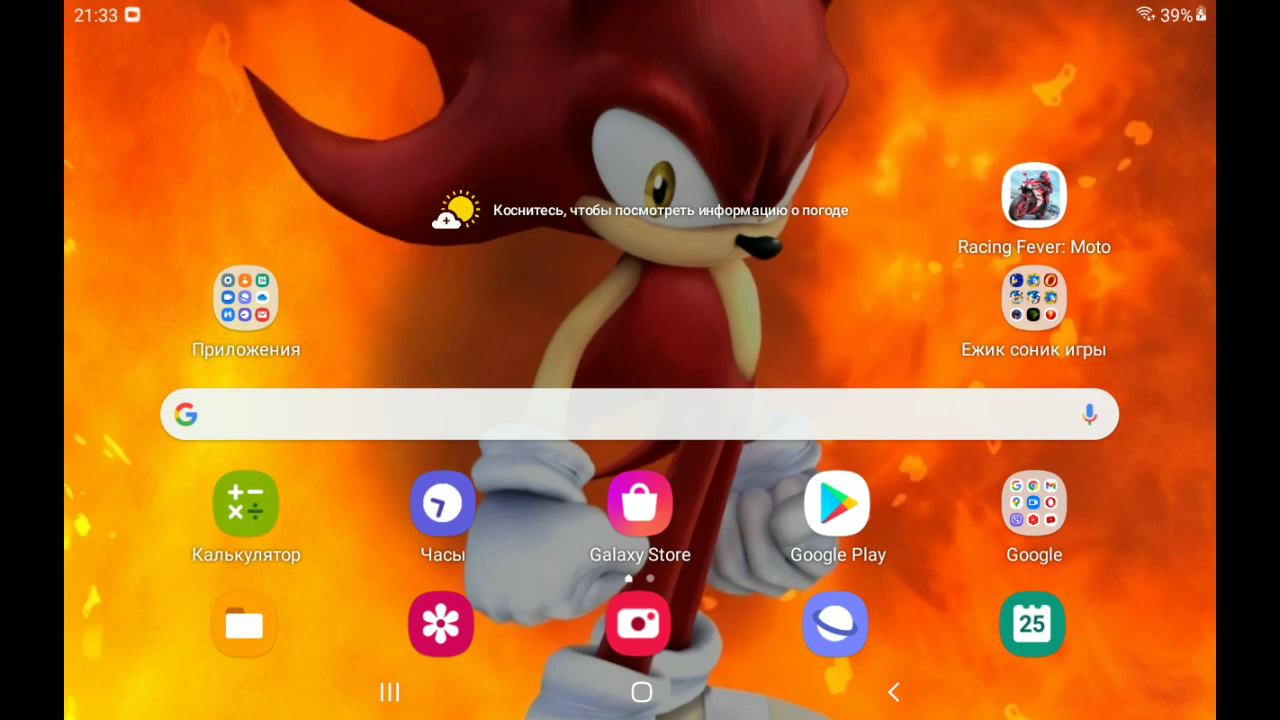 21:33
39%
Коснитесь, чтобы посмотреть информацию о погоде
Racing Fever: Moto
Приложения
Ежик соник игры
Калькулятор
Часы
Galaxy Store
Google Play
Google
25